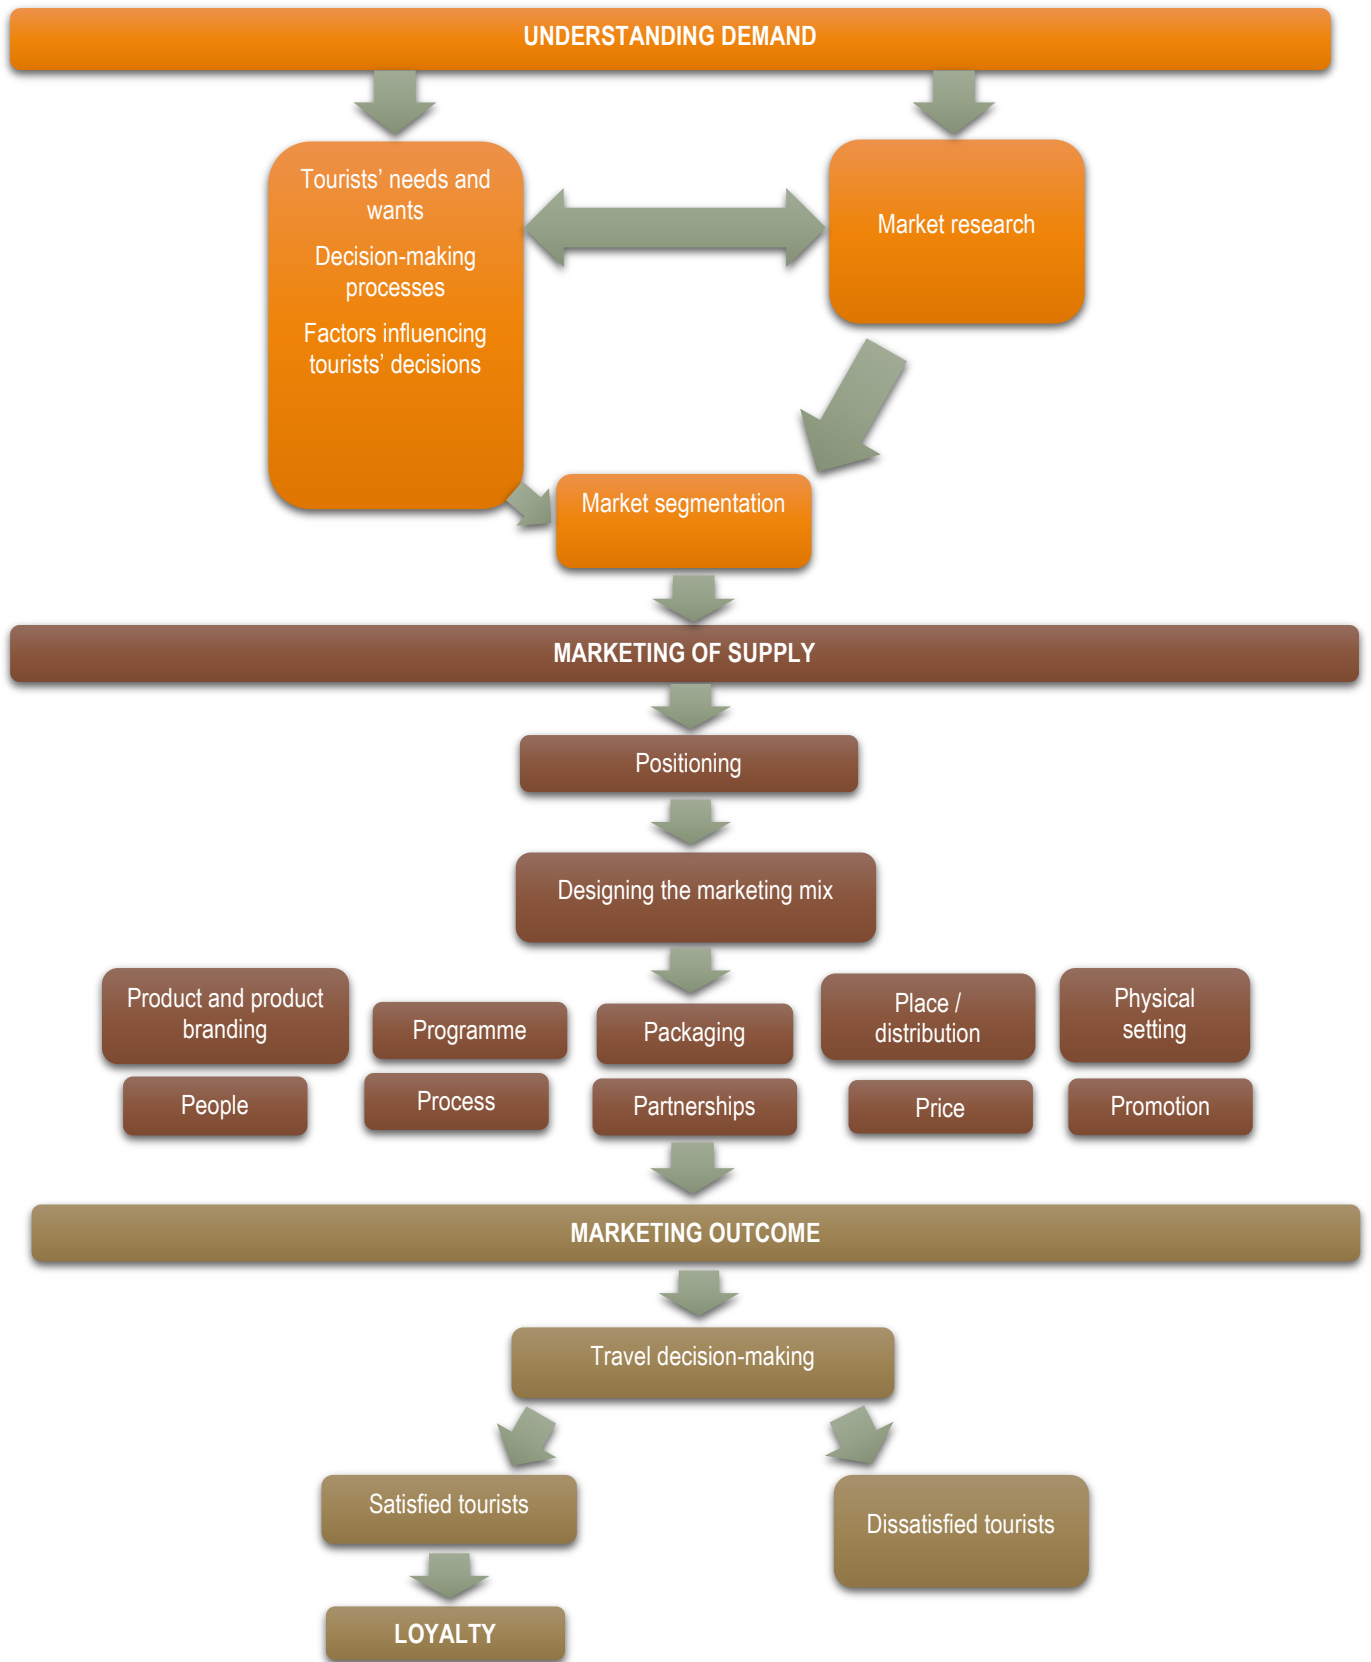 UNDERSTANDING DEMAND
Tourists’ needs and
wants
Decision-making
processes
Factors influencing
tourists’ decisions
Market research
Market segmentation
MARKETING OF SUPPLY
Positioning
Designing the marketing mix
Product and product
branding
Programme
Packaging
Place /
distribution
Physical
setting
People
Process
Partnerships
Price
Promotion
MARKETING OUTCOME
Travel decision-making
Satisfied tourists
Dissatisfied tourists
LOYALTY